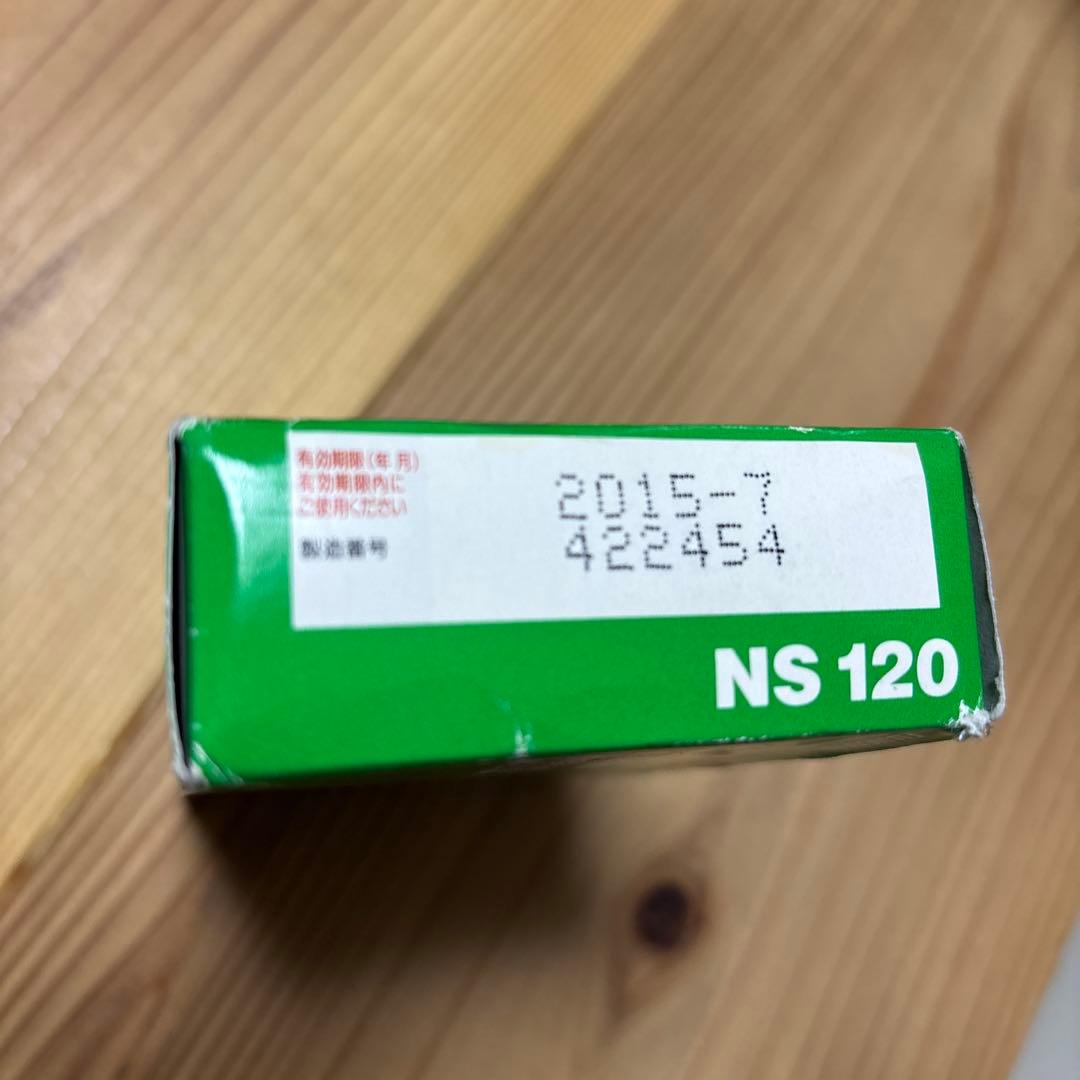 有効期限(年 月)
有効期限内に
ご使用ください
2015-7
製造番号
422454
NS 120